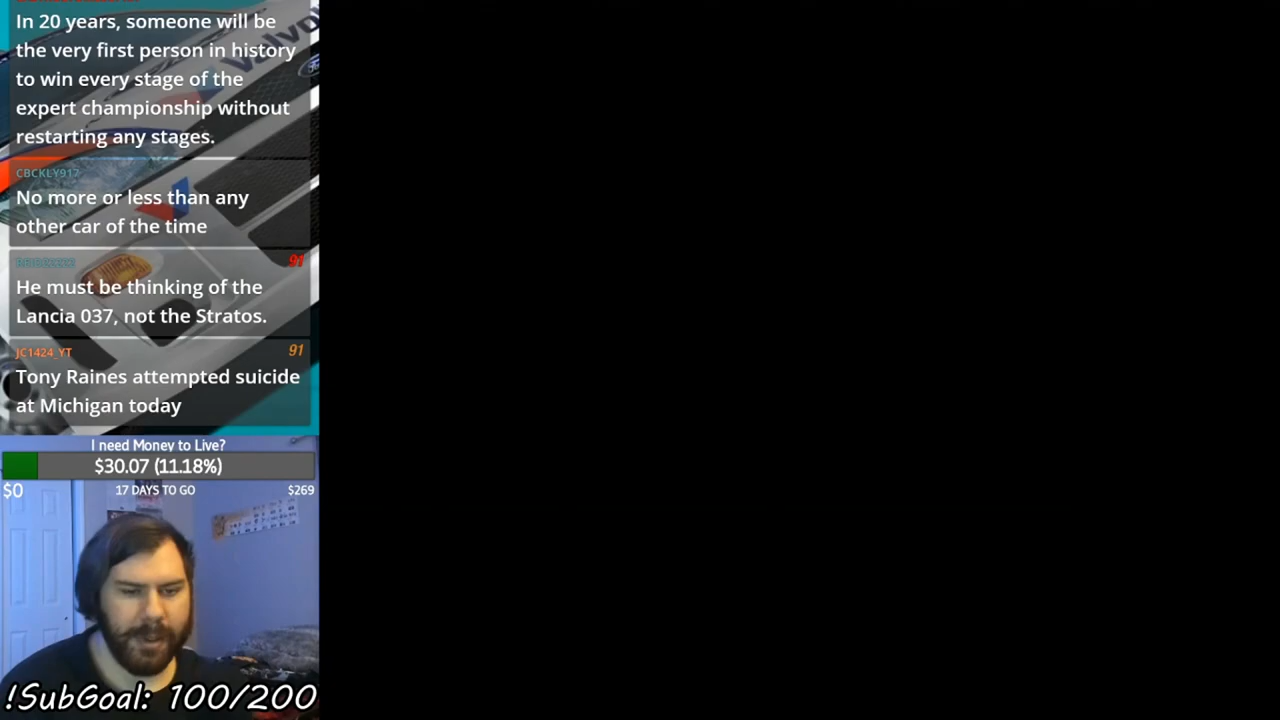 In 20 years, someone will be
the very first person in history
to win every stage of the
expert championship without
restarting any stages.
CBCKLY917
No more or less than any
other car of the time
91
He must be thinking of the
Lancia 037, not the Stratos.
JC1424_YT 91
Tony Raines attempted suicide
at Michigan today
I need Money to Live?
$30.07 (11.18%)
$0 17 DAYS TO GO $269
!SubGoal: 100/200